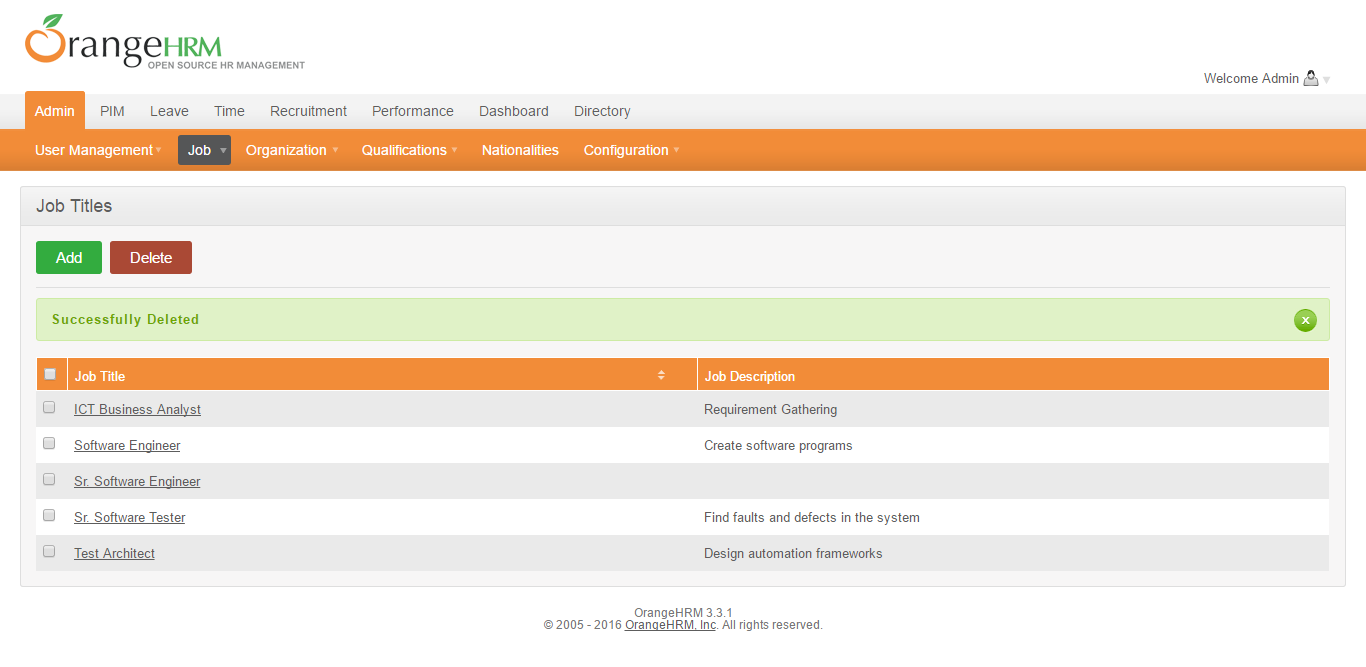 OrangeHRM
OPEN SOURCE HR MANAGEMENT
Welcome Admin
Admin PIM Leave Time Recruitment Performance Dashboard Directory
User Management Job Organization Qualifications Nationalities Configuration
Job Titles
Add Delete
Successfully Deleted x
Job Title Job Description
ICT Business Analyst Requirement Gathering
Software Engineer Create software programs
Sr. Software Engineer
Sr. Software Tester Find faults and defects in the system
Test Architect Design automation frameworks
OrangeHRM 3.3.1
© 2005 - 2016 OrangeHRM, Inc. All rights reserved.